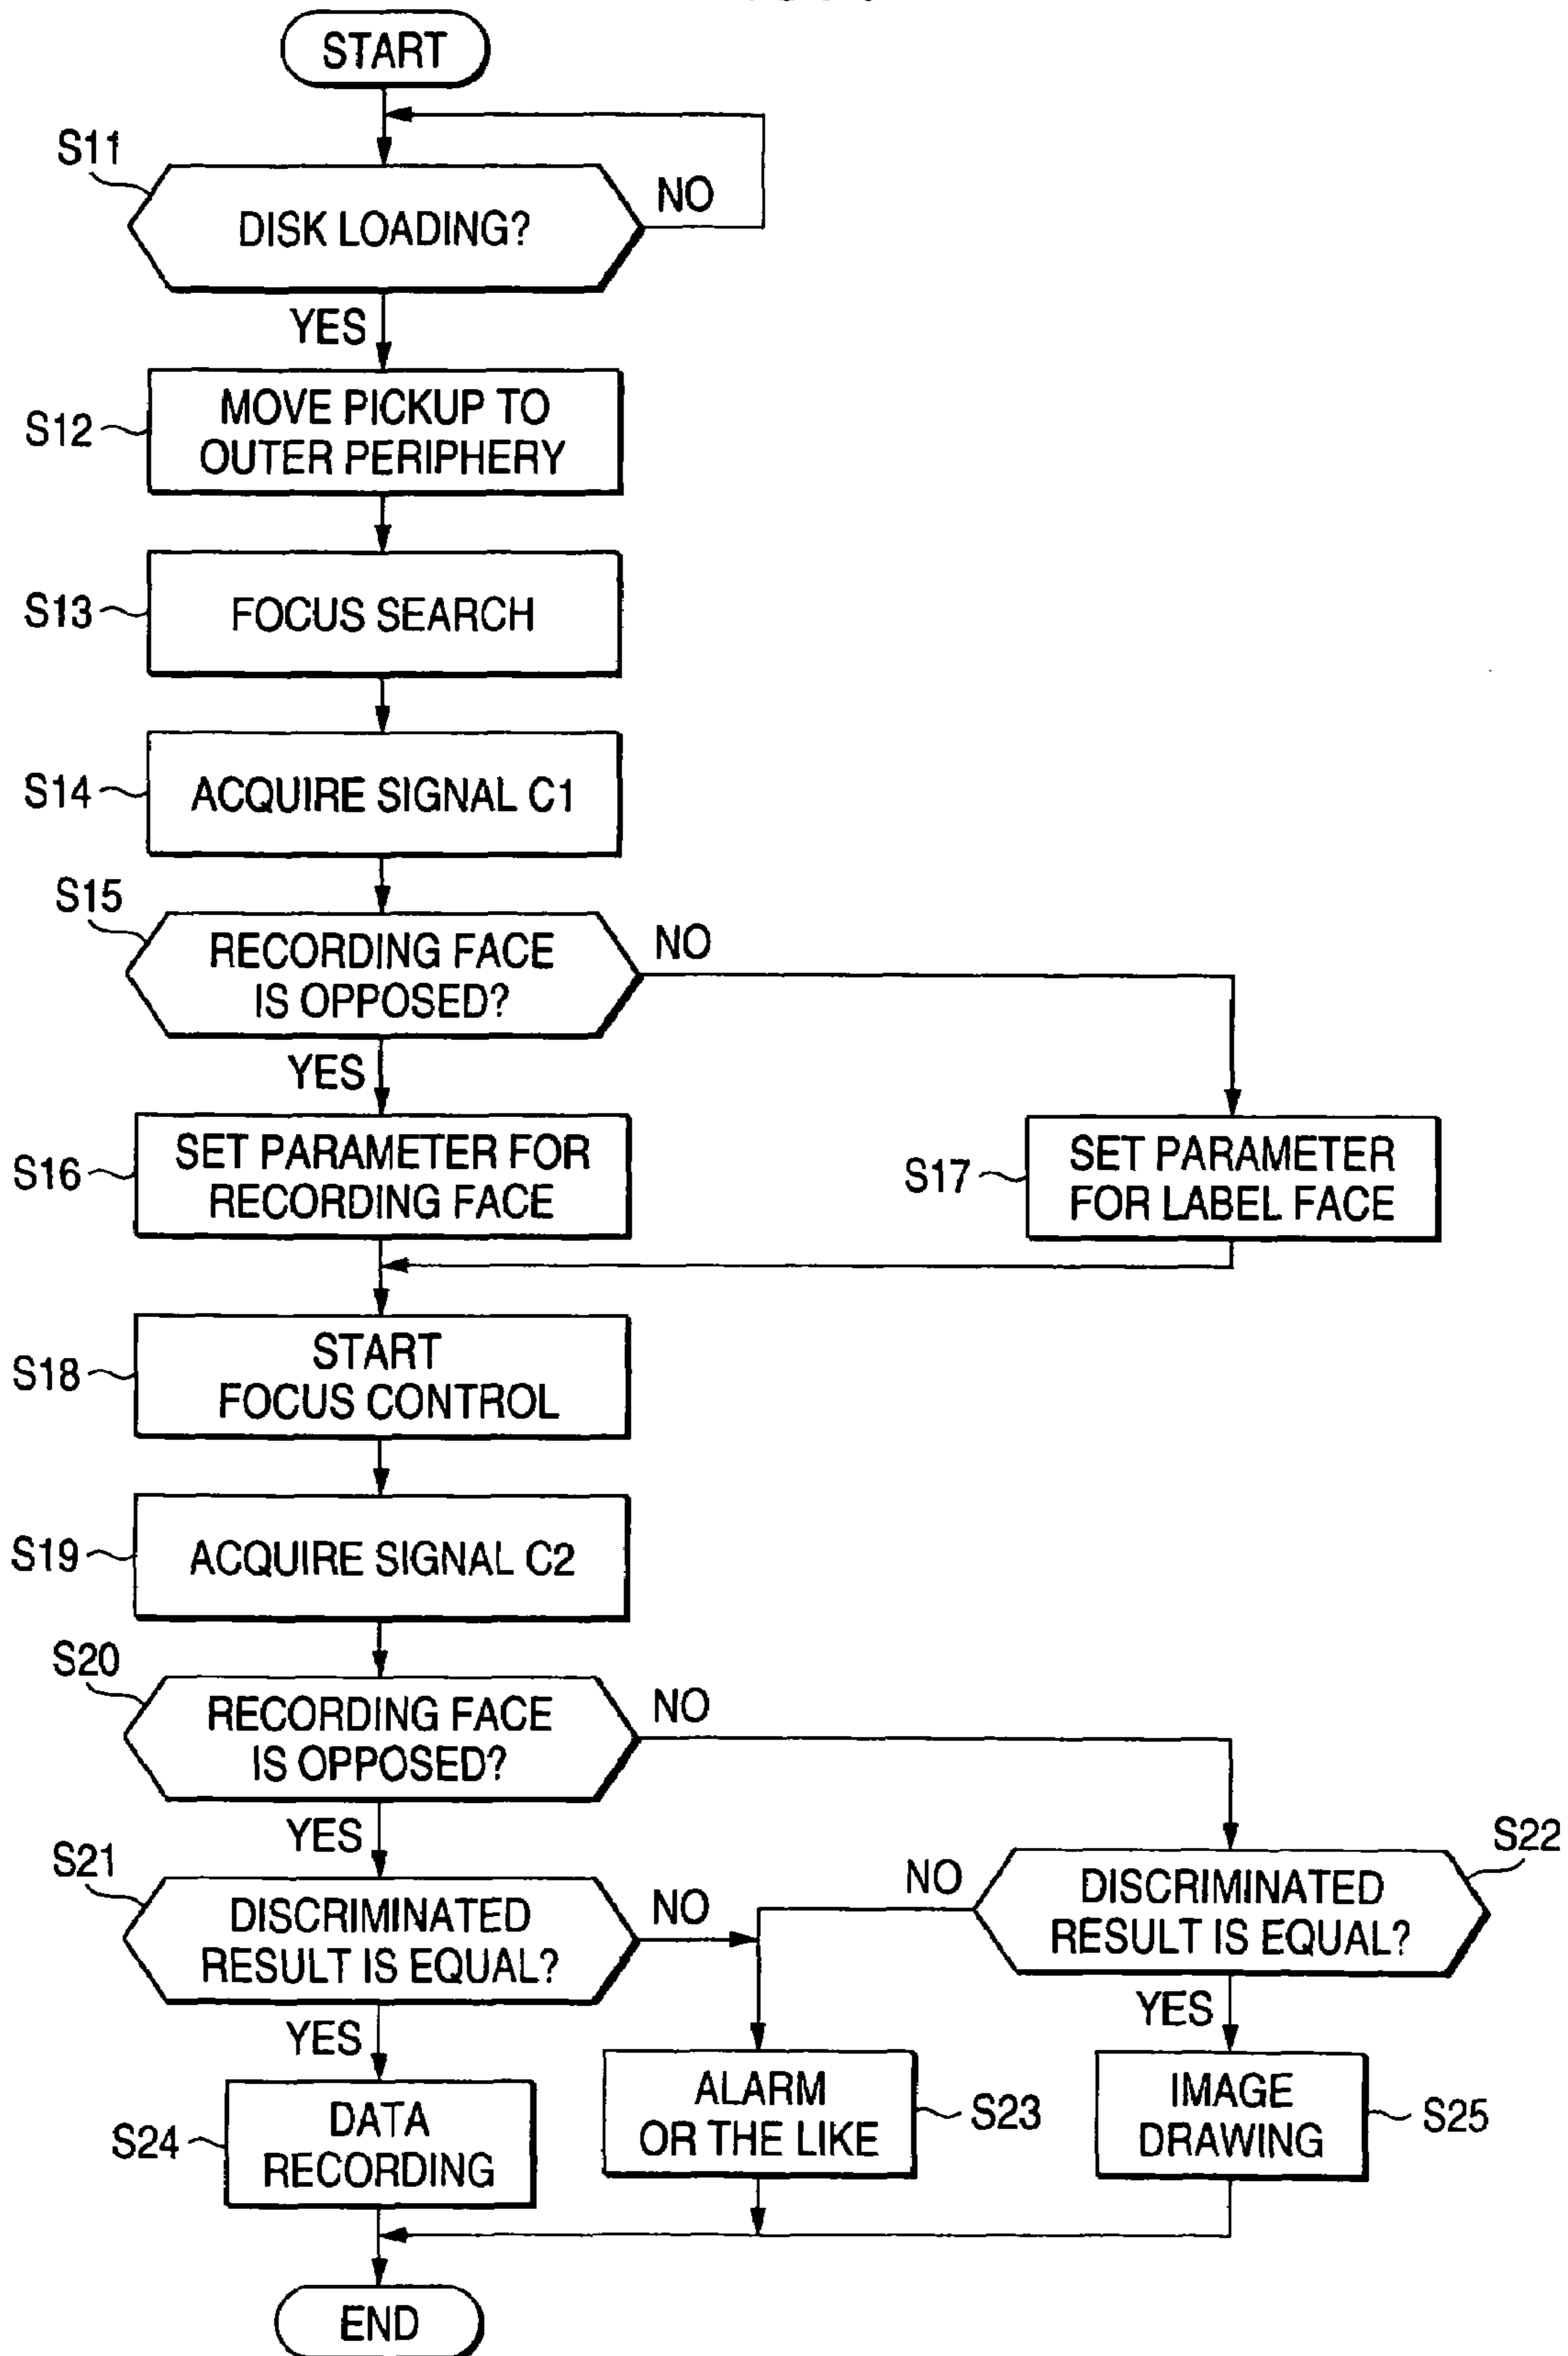 START
S11
DISK LOADING?
NO
YES
S12
MOVE PICKUP TO
OUTER PERIPHERY
S13
FOCUS SEARCH
S14
ACQUIRE SIGNAL C1
S15
RECORDING FACE
IS OPPOSED?
NO
YES
S16
SET PARAMETER FOR
RECORDING FACE
S17
SET PARAMETER
FOR LABEL FACE
S18
START
FOCUS CONTROL
S19
ACQUIRE SIGNAL C2
S20
RECORDING FACE
IS OPPOSED?
NO
YES
S21
DISCRIMINATED
RESULT IS EQUAL?
NO
YES
S22
DISCRIMINATED
RESULT IS EQUAL?
NO
YES
S24
DATA
RECORDING
ALARM
OR THE LIKE
S23
IMAGE
DRAWING
S25
END